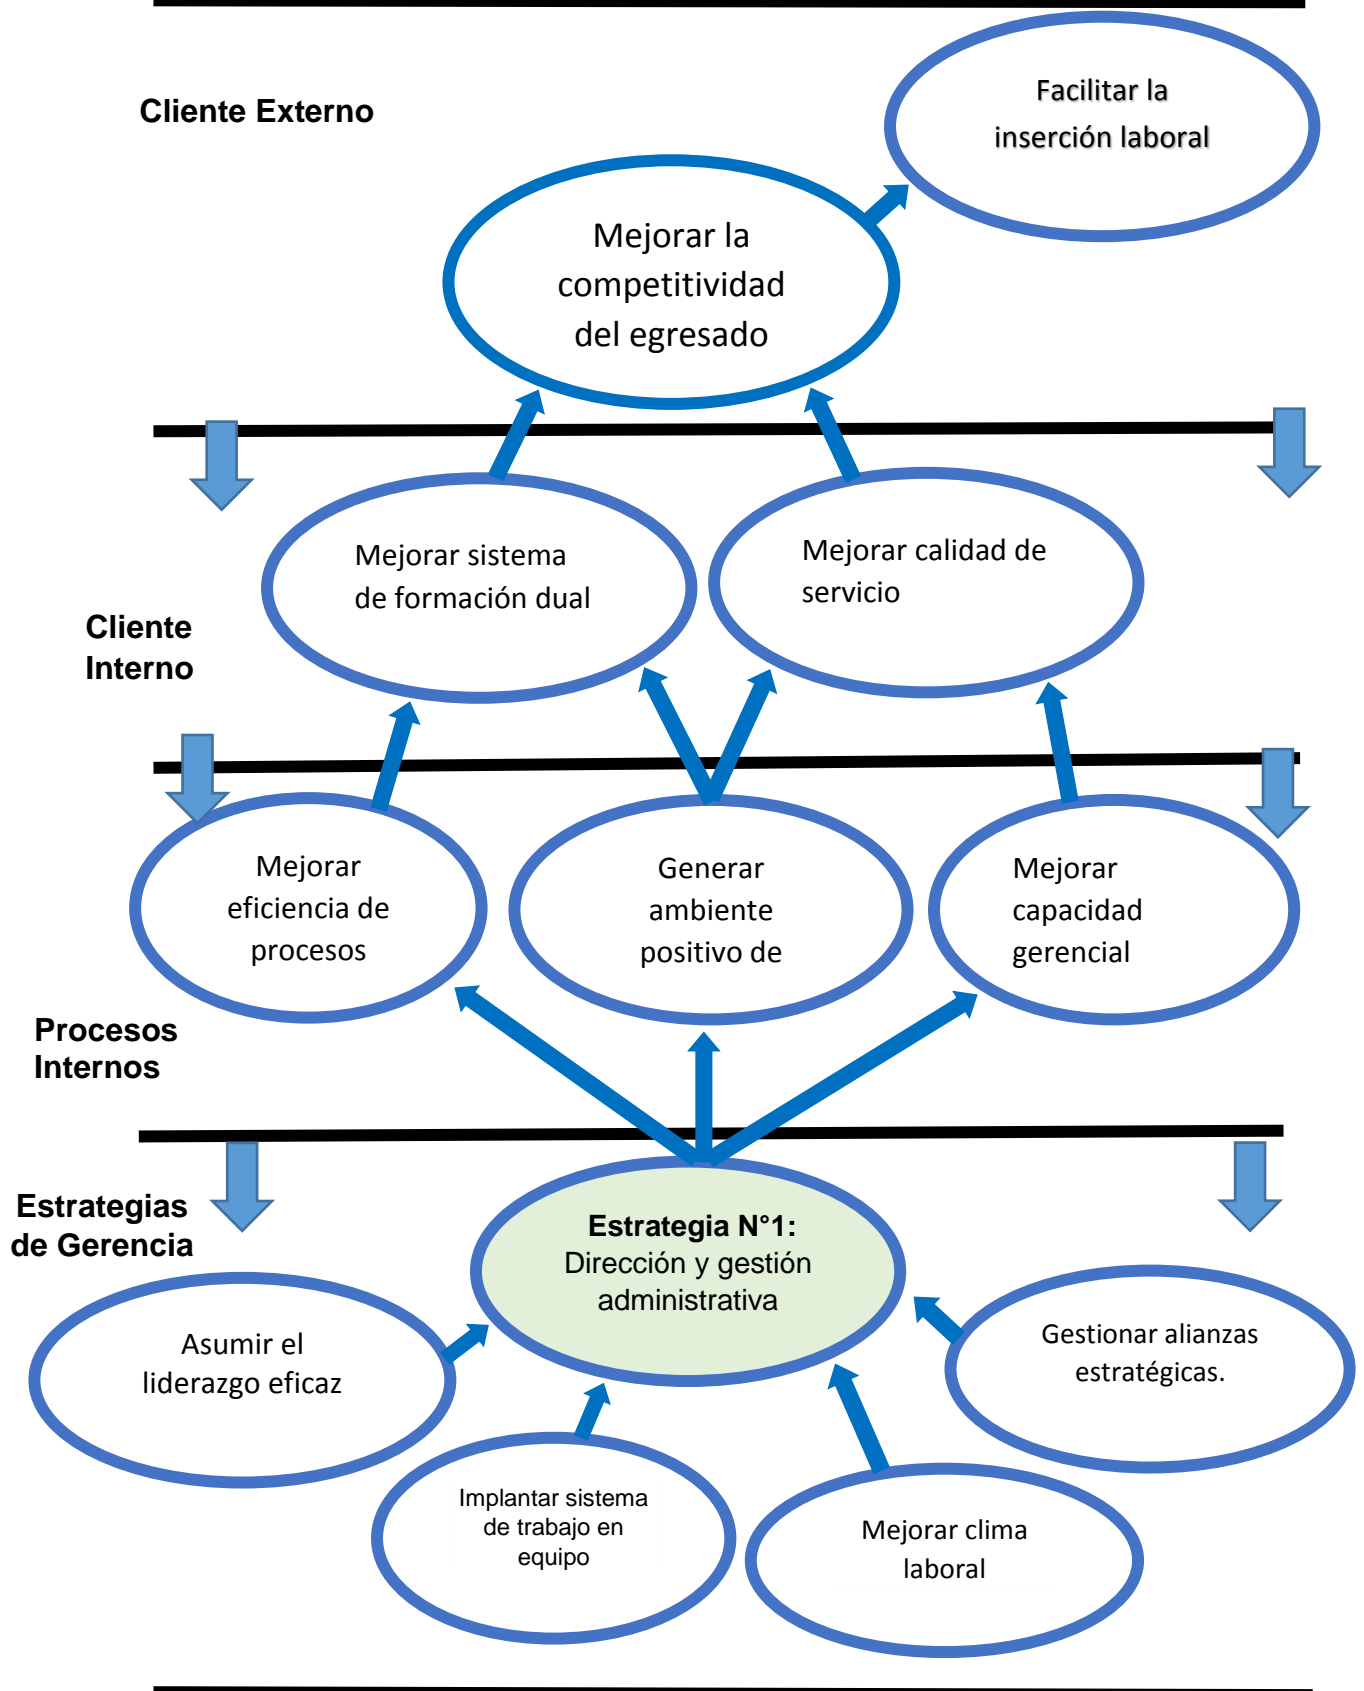 Cliente Externo
Facilitar la
inserción laboral
Mejorar la
competitividad
del egresado
Mejorar sistema
de formación dual
Mejorar calidad de
servicio
Cliente
Interno
Mejorar
eficiencia de
procesos
Generar
ambiente
positivo de
Mejorar
capacidad
gerencial
Procesos
Internos
Estrategias
de Gerencia
Estrategia N°1:
Dirección y gestión
administrativa
Asumir el
liderazgo eficaz
Gestionar alianzas
estratégicas.
Implantar sistema
de trabajo en
equipo
Mejorar clima
laboral